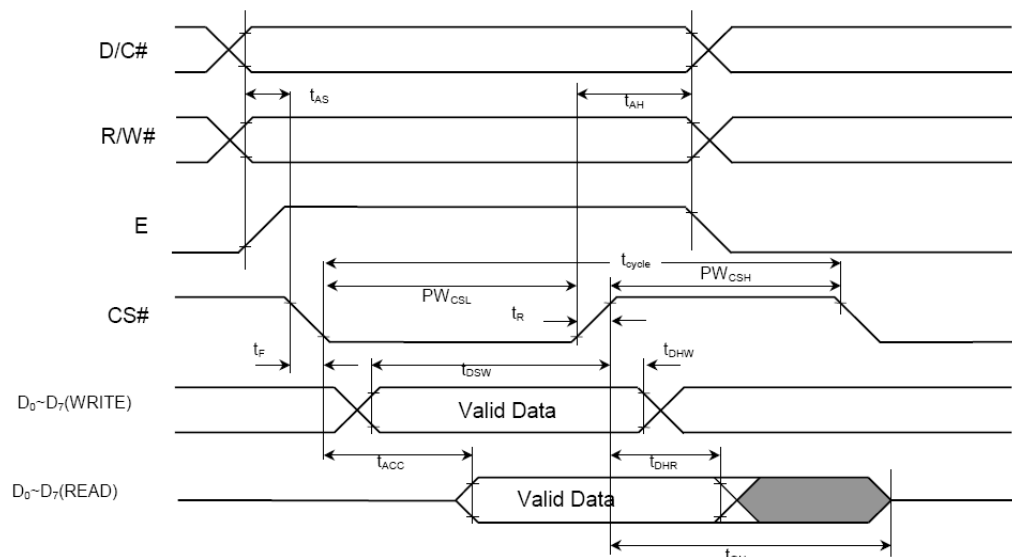 D/C#
tAS
tAH
R/W#
E
tcycle
PWCSL
PWCSH
CS#
tR
tF
tDSW
tDHW
D0~D7(WRITE)
Valid Data
tACC
tDHR
D0~D7(READ)
Valid Data